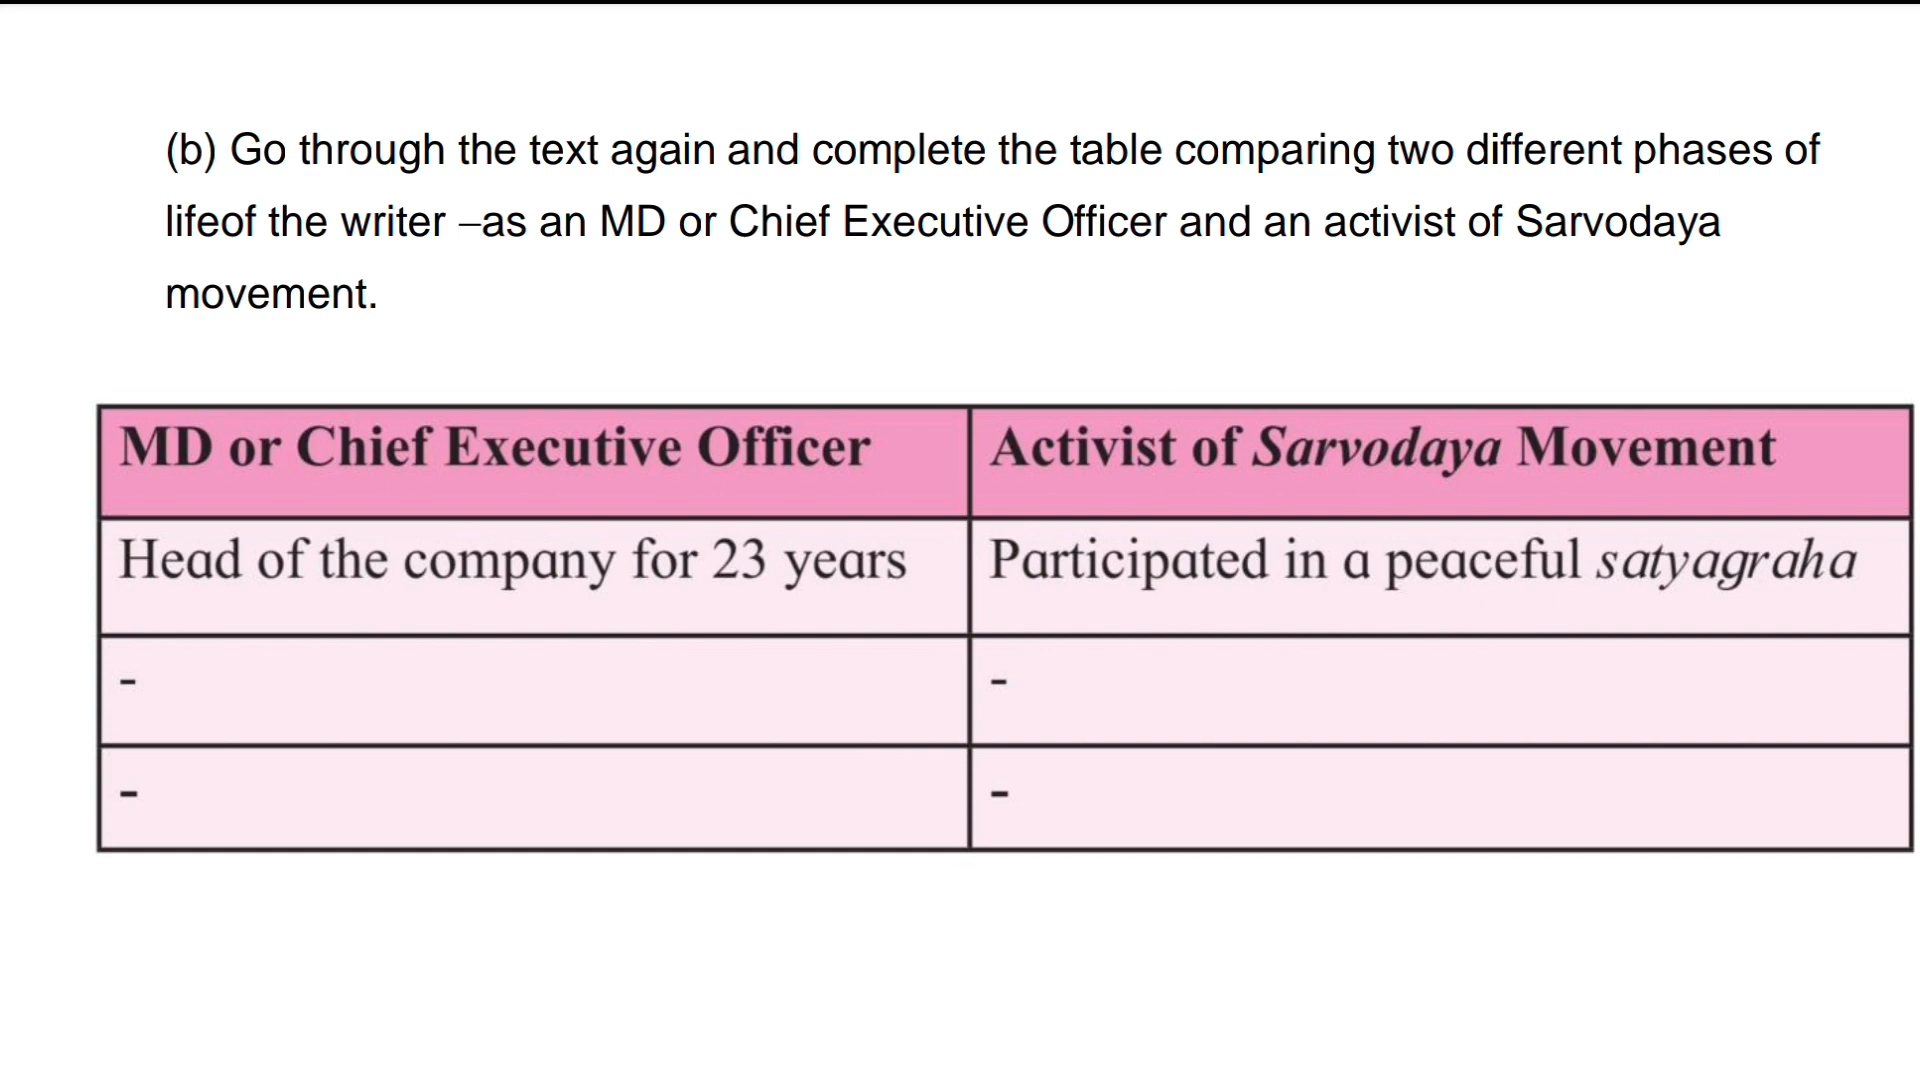 (b) Go through the text again and complete the table comparing two different phases of
lifeof the writer –as an MD or Chief Executive Officer and an activist of Sarvodaya
movement.
MD or Chief Executive Officer Activist of Sarvodaya Movement
Head of the company for 23 years Participated in a peaceful satyagraha
- -
- -